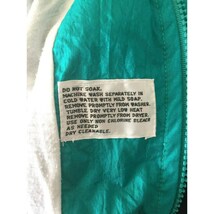 DO NOT SOAK.
MACHINE WASH SEPARATELY IN
COLD WATER WITH MILD SOAP.
REMOVE PROMPTLY FROM WASHER.
TUMBLE DRY VERY LOW HEAT
REMOVE PROMPTLY FROM DRYER.
USE ONLY NON CHLORINE BLEACH
AS NEEDED
DRY CLEANABLE.